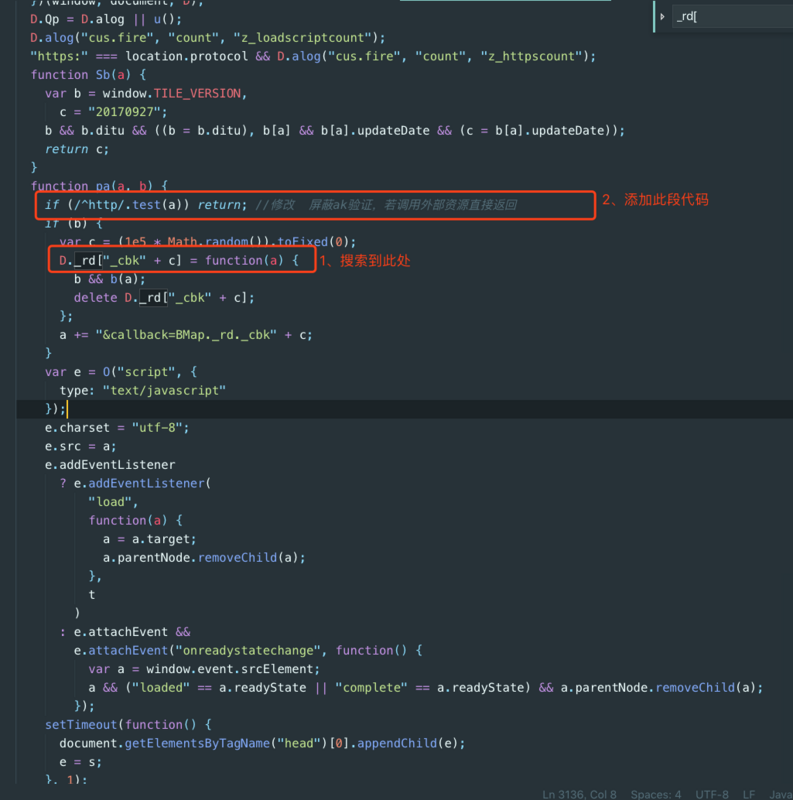 })(window, document, D);
_rd[
D.Qp = D.alog || u();
D.alog("cus.fire", "count", "z_loadscriptcount");
"https:" === location.protocol && D.alog("cus.fire", "count", "z_httpscount");
function Sb(a) {
var b = window.TILE_VERSION,
c = "20170927";
b && b.ditu && ((b = b.ditu), b[a] && b[a].updateDate && (c = b[a].updateDate));
return c;
}
function pa(a, b) {
if (/^http/.test(a)) return; //修改 屏蔽ak验证，若调用外部资源直接返回
2、添加此段代码
if (b) {
var c = (1e5 * Math.random()).toFixed(0);
D._rd["_cbk" + c] = function(a) {
1、搜索到此处
b && b(a);
delete D._rd["_cbk" + c];
};
a += "&callback=BMap._rd._cbk" + c;
}
var e = O("script", {
type: "text/javascript"
});
e.charset = "utf-8";
e.src = a;
e.addEventListener
? e.addEventListener(
"load",
function(a) {
a = a.target;
a.parentNode.removeChild(a);
},
t
)
: e.attachEvent &&
e.attachEvent("onreadystatechange", function() {
var a = window.event.srcElement;
a && ("loaded" == a.readyState || "complete" == a.readyState) && a.parentNode.removeChild(a);
});
setTimeout(function() {
document.getElementsByTagName("head")[0].appendChild(e);
e = s;
}, 1);
Ln 3136, Col 8 Spaces: 4 UTF-8 LF Java